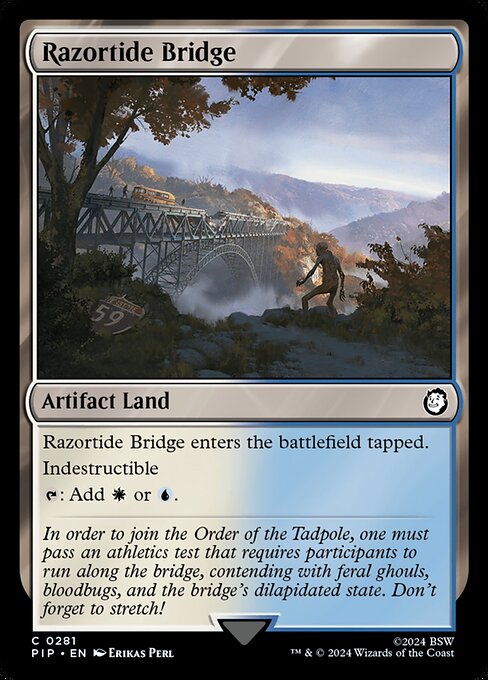 Razortide Bridge
59
Artifact Land
Razortide Bridge enters the battlefield tapped.
Indestructible
: Add or .
In order to join the Order of the Tadpole, one must
pass an athletics test that requires participants to
run along the bridge, contending with feral ghouls,
bloodbugs, and the bridge's dilapidated state. Don't
forget to stretch!
C 0281
PIP • EN Erikas Perl
©2024 BSW
™ & © 2024 Wizards of the Coast